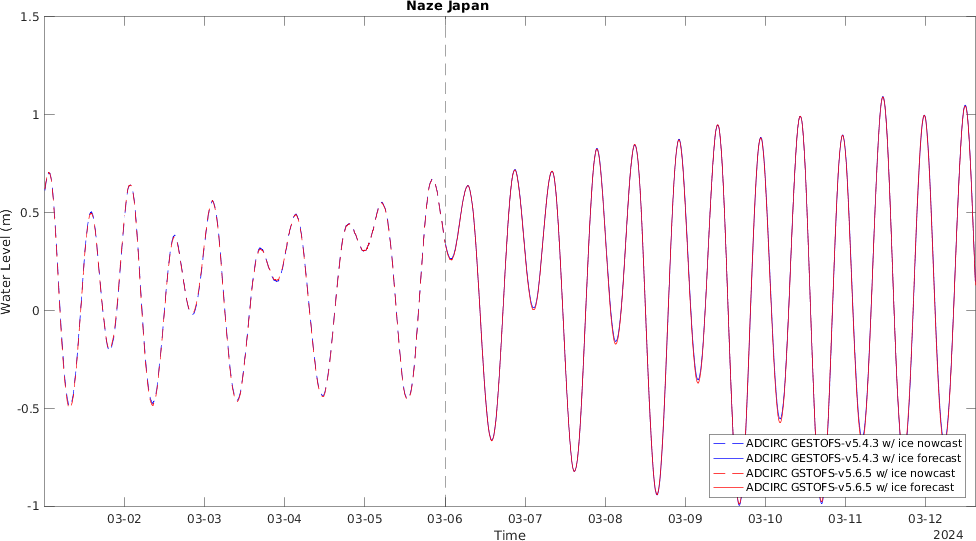 Naze Japan
1.5
1
0.5
0
-0.5
-1
Water Level (m)
03-02 03-03 03-04 03-05 03-06 03-07 03-08 03-09 03-10 03-11 03-12
Time
2024
ADCIRC GESTOFS-v5.4.3 w/ ice nowcast
ADCIRC GESTOFS-v5.4.3 w/ ice forecast
ADCIRC GSTOFS-v5.6.5 w/ ice nowcast
ADCIRC GSTOFS-v5.6.5 w/ ice forecast